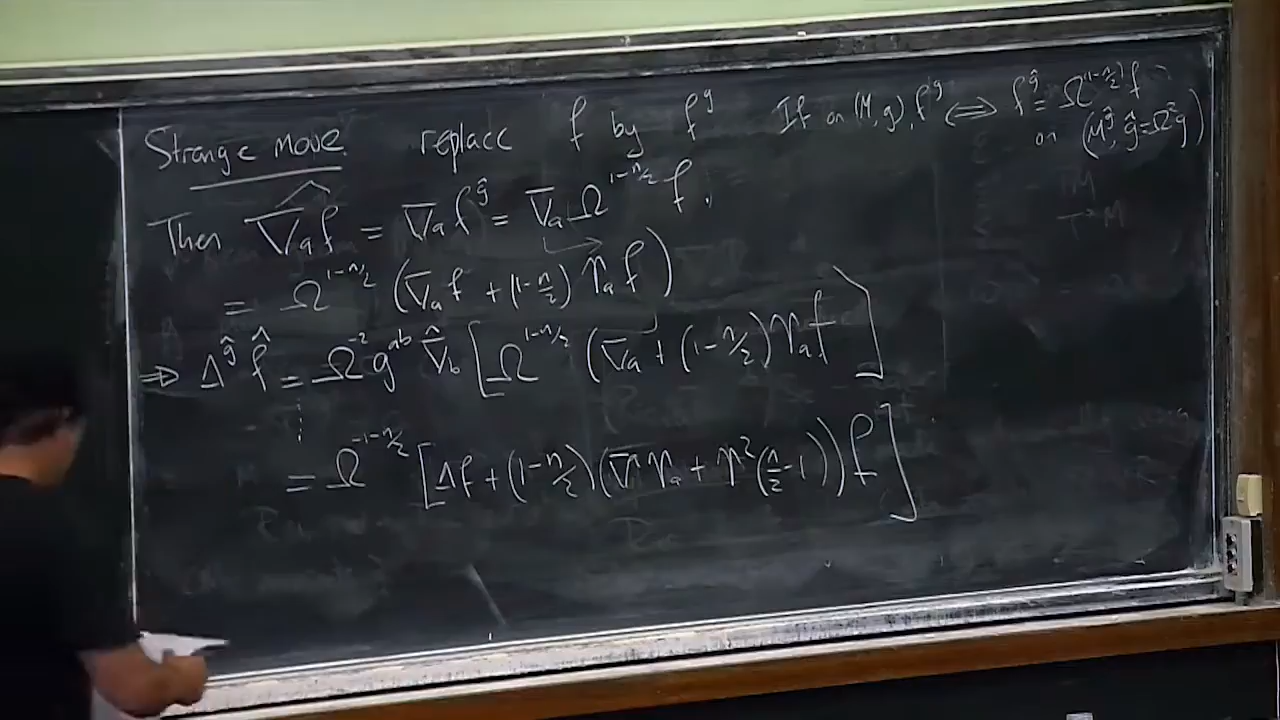 Strange move: replace f by f^g If on (M,g), f^g ⟺ f^ĝ = Ω^{1-n/2} f
on (M^g, ĝ=Ω²g)
Then \widehat{∇_a f} = ∇_a f^ĝ = ∇_a Ω^{1-n/2} f.
= Ω^{1-n/2} (∇_a f + (1-n/2) Υ_a f)
⇒ Δ^ĝ f̂ = Ω^{-2} g^{ab} ∇̂_b [Ω^{1-n/2} (∇_a + (1-n/2) Υ_a f)]
= Ω^{-1-n/2} [Δf + (1-n/2)(∇^a Υ_a + Υ²(n/2-1)) f]